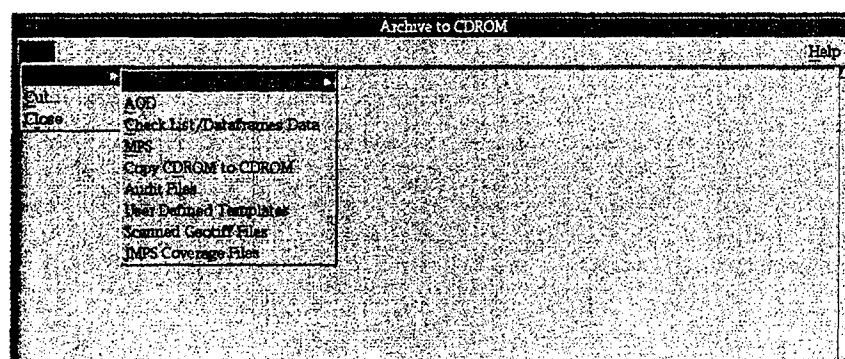 Archive to CDROM
Help
Close
AOD
Check List/Dataframes Data
MPS
Copy CDROM to CDROM
Audit Files
User Defined Templates
Scanned Geotiff Files
JMPS Coverage Files